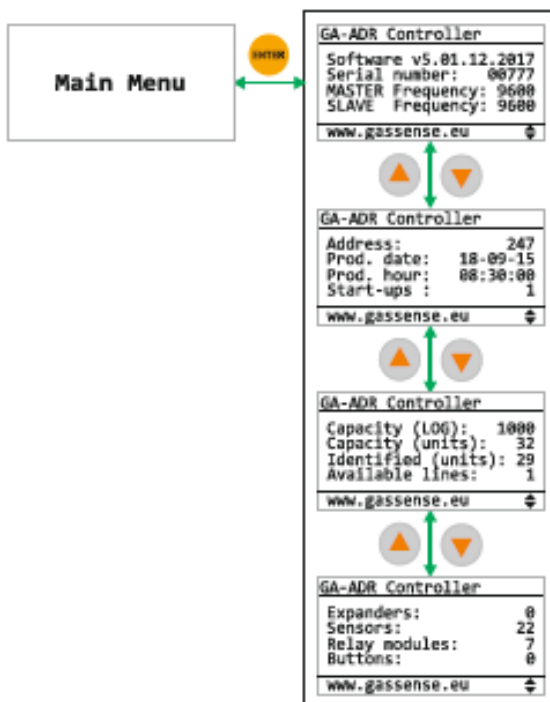 Main Menu
ENTER
GA-ADR Controller
Software v5.01.12.2017
Serial number: 00777
MASTER Frequency: 9600
SLAVE Frequency: 9600
www.gassense.eu
GA-ADR Controller
Address: 247
Prod. date: 18-09-15
Prod. hour: 08:30:00
Start-ups : 1
www.gassense.eu
GA-ADR Controller
Capacity (LOG): 1000
Capacity (units): 32
Identified (units): 29
Available lines: 1
www.gassense.eu
GA-ADR Controller
Expanders: 0
Sensors: 22
Relay modules: 7
Buttons: 0
www.gassense.eu